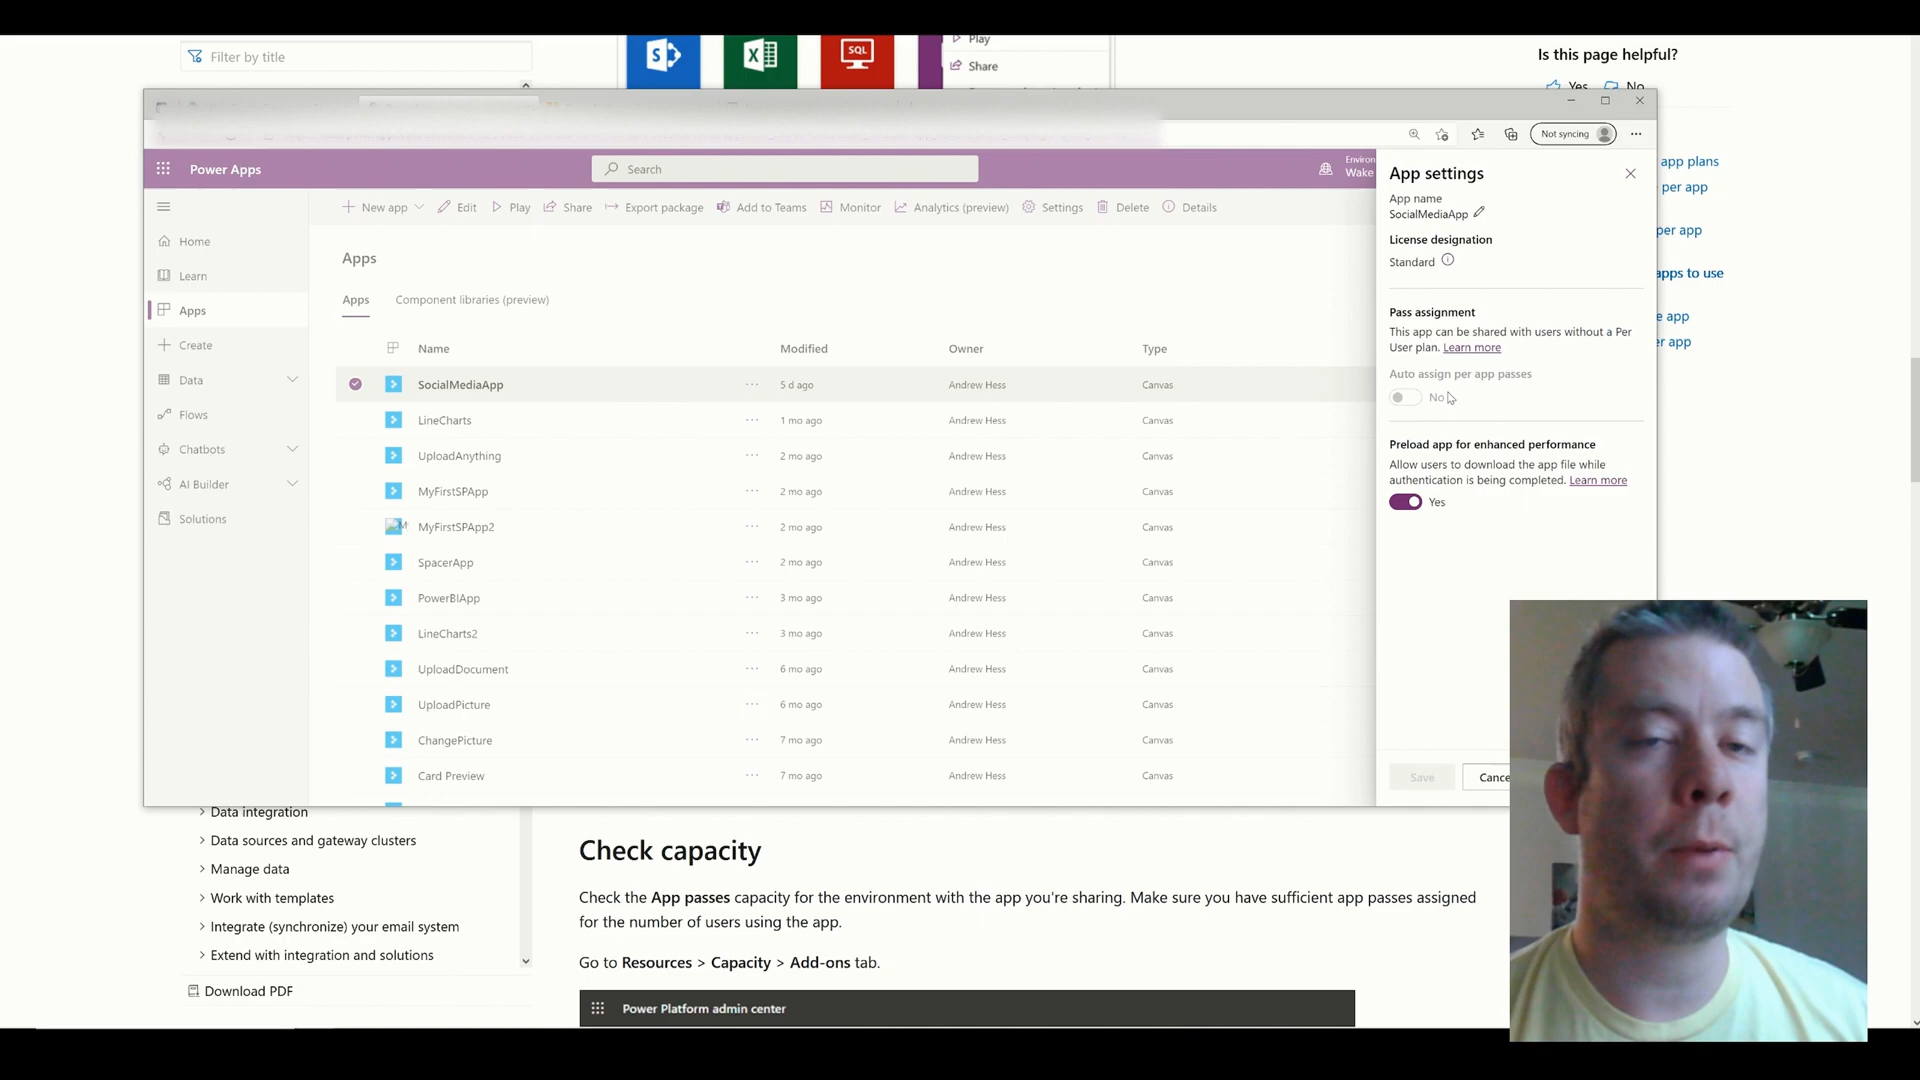 Filter by title
SQL
Play
Share
Is this page helpful?
Yes No
Not syncing
Power Apps
Search
Environ
Wake
New app
Edit
Play
Share
Export package
Add to Teams
Monitor
Analytics (preview)
Settings
Delete
Details
Home
Learn
Apps
Create
Data
Flows
Chatbots
AI Builder
Solutions
Apps
Apps
Component libraries (preview)
Name Modified Owner Type
SocialMediaApp ··· 5 d ago Andrew Hess Canvas
LineCharts ··· 1 mo ago Andrew Hess Canvas
UploadAnything ··· 2 mo ago Andrew Hess Canvas
MyFirstSPApp ··· 2 mo ago Andrew Hess Canvas
MyFirstSPApp2 ··· 2 mo ago Andrew Hess Canvas
SpacerApp ··· 2 mo ago Andrew Hess Canvas
PowerBIApp ··· 3 mo ago Andrew Hess Canvas
LineCharts2 ··· 3 mo ago Andrew Hess Canvas
UploadDocument ··· 6 mo ago Andrew Hess Canvas
UploadPicture ··· 6 mo ago Andrew Hess Canvas
ChangePicture ··· 7 mo ago Andrew Hess Canvas
Card Preview ··· 7 mo ago Andrew Hess Canvas
App settings
App name
SocialMediaApp
License designation
Standard
Pass assignment
This app can be shared with users without a Per
User plan. Learn more
Auto assign per app passes
No
Preload app for enhanced performance
Allow users to download the app file while
authentication is being completed. Learn more
Yes
Save
Cance
app plans
per app
per app
apps to use
e app
er app
Data integration
Data sources and gateway clusters
Manage data
Work with templates
Integrate (synchronize) your email system
Extend with integration and solutions
Download PDF
Check capacity
Check the App passes capacity for the environment with the app you're sharing. Make sure you have sufficient app passes assigned
for the number of users using the app.
Go to Resources > Capacity > Add-ons tab.
Power Platform admin center